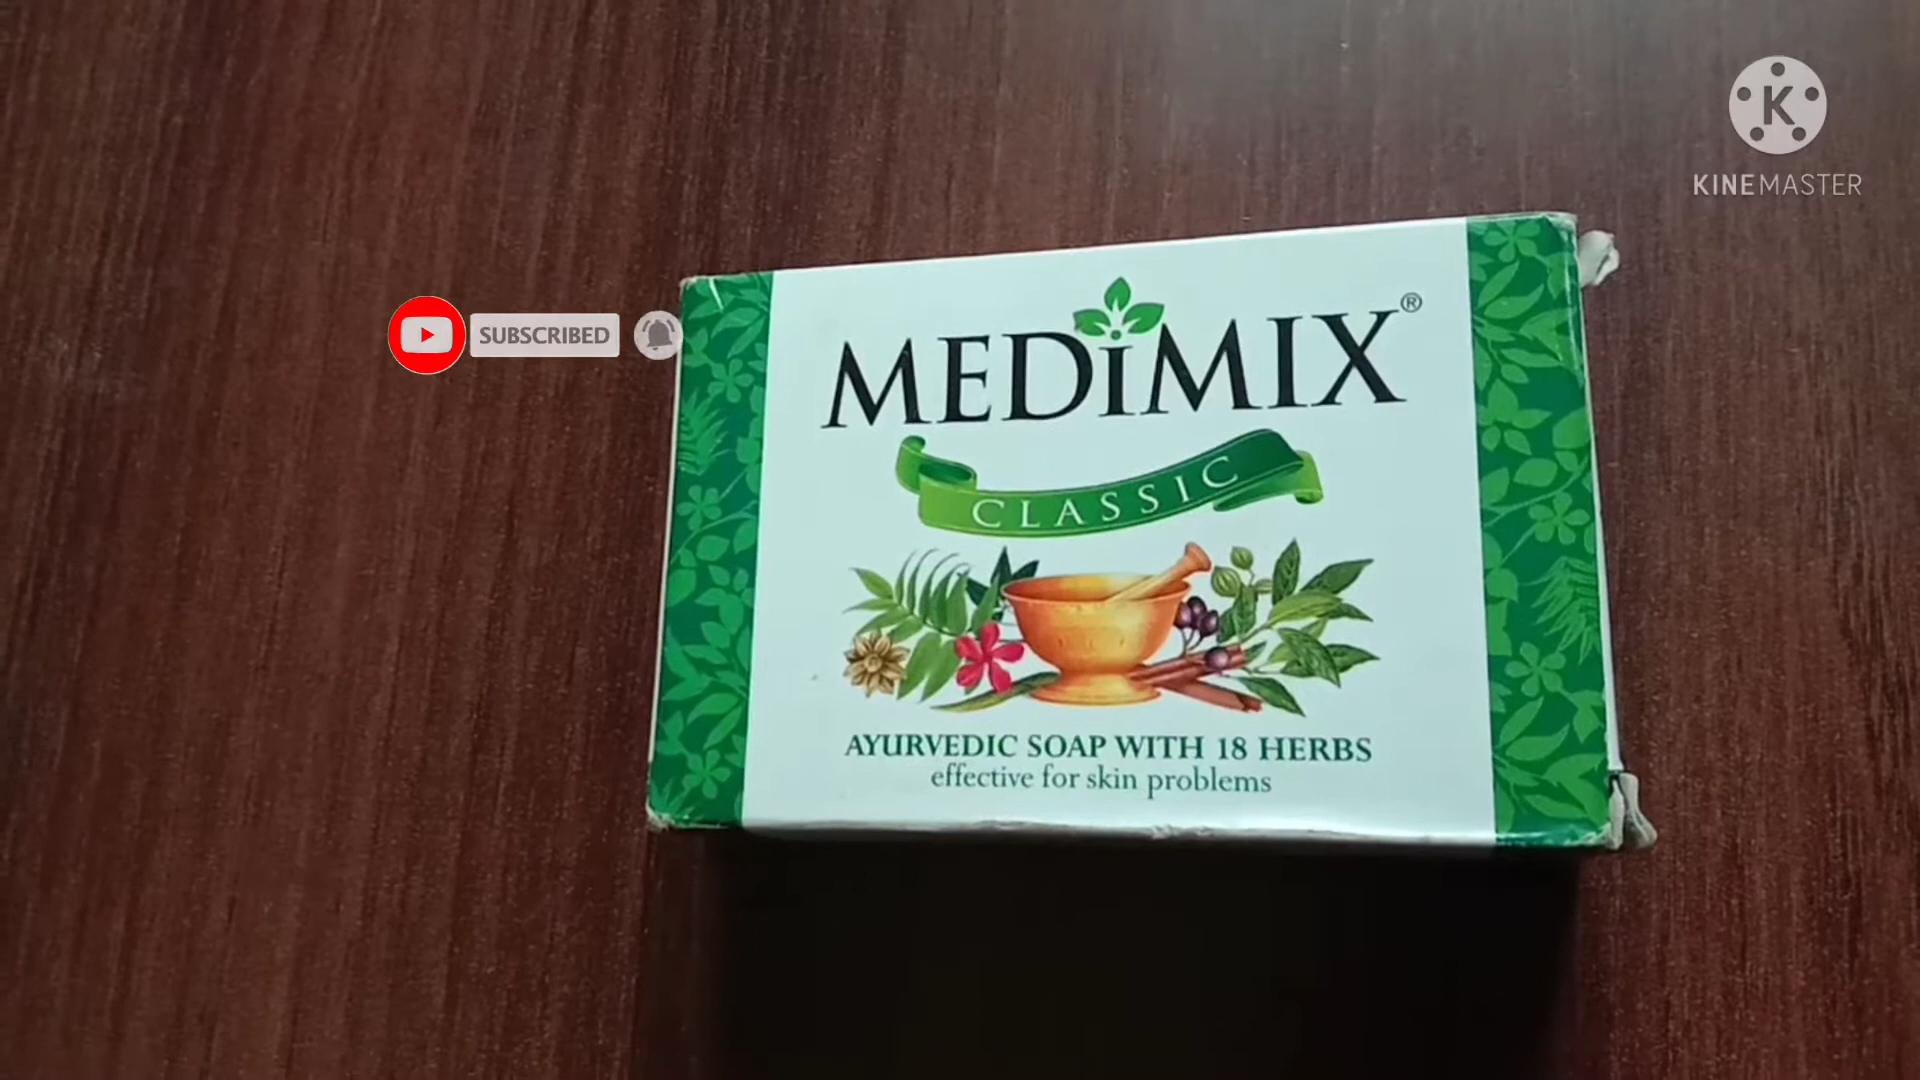 K
KINEMASTER
SUBSCRIBED
MEDiMIX®
CLASSIC
AYURVEDIC SOAP WITH 18 HERBS
effective for skin problems